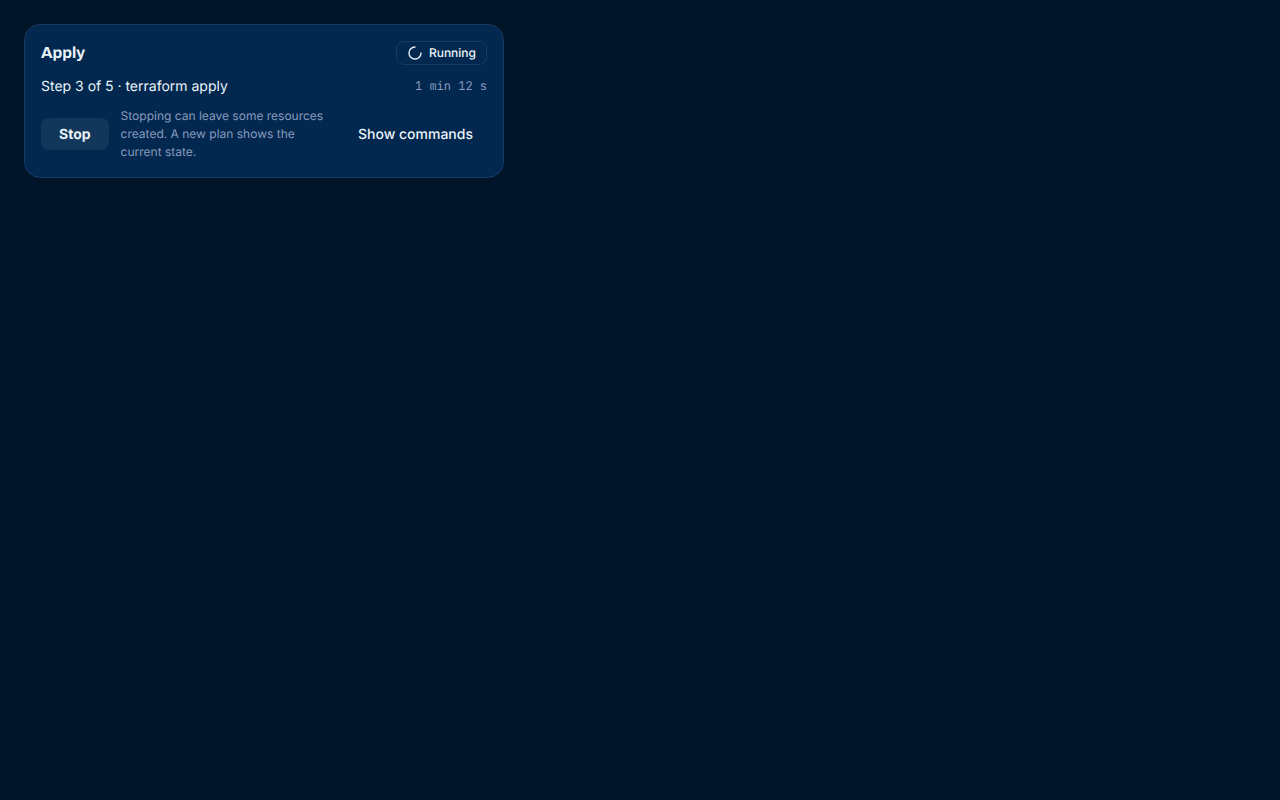 Apply
Running
Step 3 of 5 · terraform apply
1 min 12 s
Stop
Stopping can leave some resources
created. A new plan shows the
current state.
Show commands